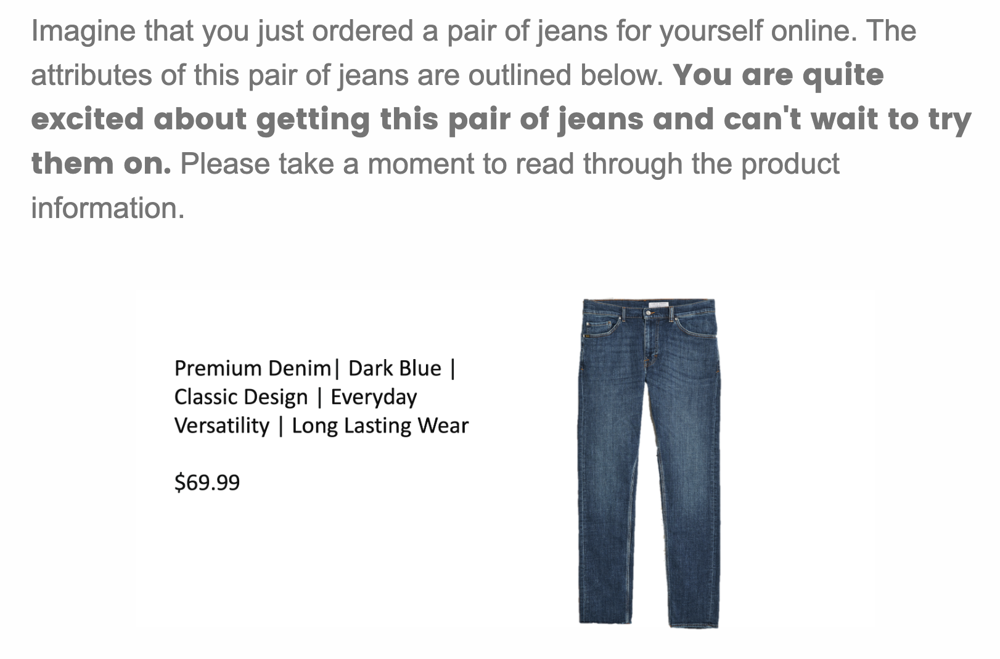 Imagine that you just ordered a pair of jeans for yourself online. The
attributes of this pair of jeans are outlined below. You are quite
excited about getting this pair of jeans and can't wait to try
them on. Please take a moment to read through the product
information.
Premium Denim| Dark Blue |
Classic Design | Everyday
Versatility | Long Lasting Wear
$69.99